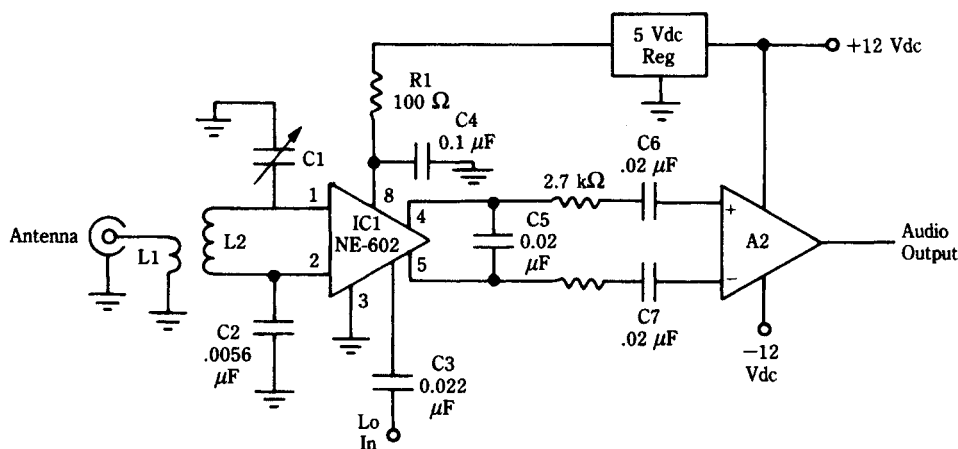 5 Vdc
Reg
+12 Vdc
R1
100 Ω
C4
0.1 μF
C1
C6
.02 μF
2.7 kΩ
1
8
IC1
NE-602
4
C5
0.02
μF
+
A2
Audio
Output
Antenna
L1
L2
2
5
−
3
C7
.02 μF
C2
.0056
μF
C3
0.022
μF
−12
Vdc
Lo
In